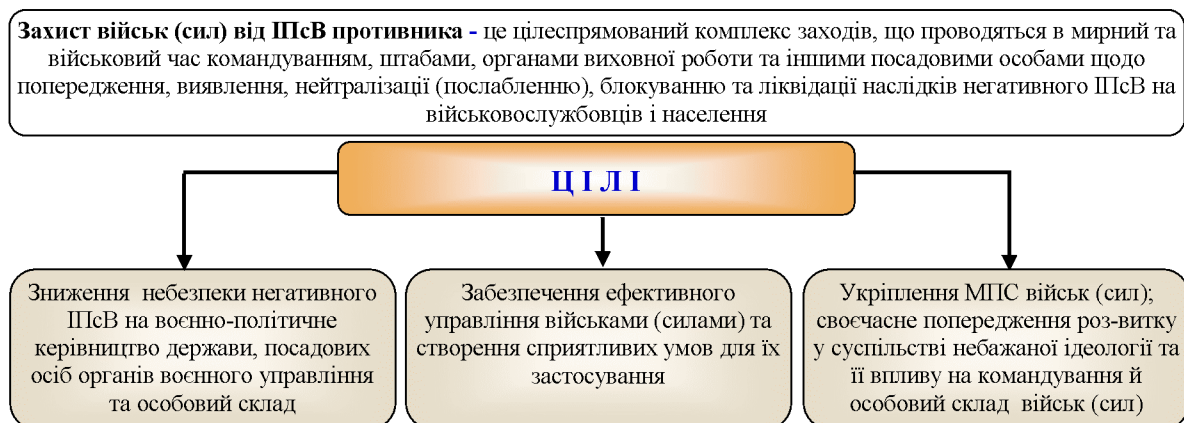 Захист військ (сил) від ІПсВ противника - це цілеспрямований комплекс заходів, що проводяться в мирний та
військовий час командуванням, штабами, органами виховної роботи та іншими посадовими особами щодо
попередження, виявлення, нейтралізації (послабленню), блокуванню та ліквідації наслідків негативного ІПсВ на
військовослужбовців і населення
Ц І Л І
Зниження небезпеки негативного
ІПсВ на воєнно-політичне
керівництво держави, посадових
осіб органів воєнного управління
та особовий склад
Забезпечення ефективного
управління військами (силами) та
створення сприятливих умов для їх
застосування
Укріплення МПС військ (сил);
своєчасне попередження роз-витку
у суспільстві небажаної ідеології та
її впливу на командування й
особовий склад військ (сил)